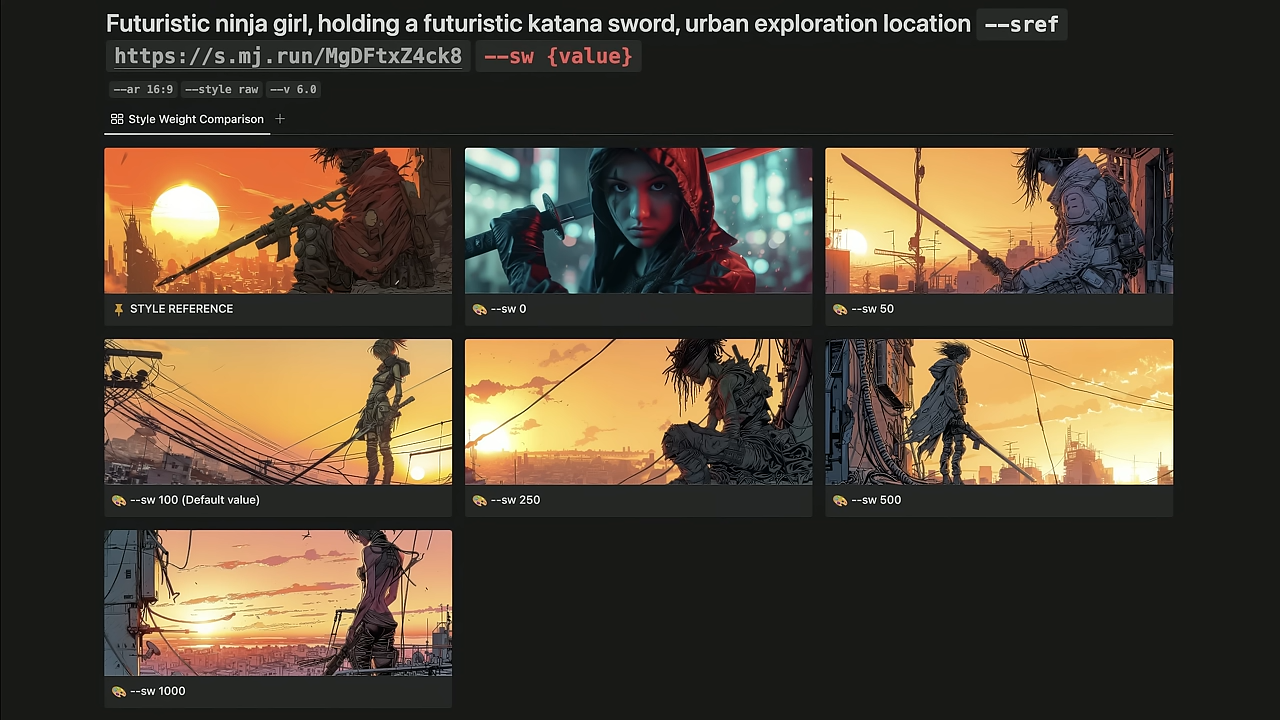 Futuristic ninja girl, holding a futuristic katana sword, urban exploration location --sref
https://s.mj.run/MgDFtxZ4ck8 --sw {value}
--ar 16:9 --style raw --v 6.0
Style Weight Comparison
STYLE REFERENCE
--sw 0
--sw 50
--sw 100 (Default value)
--sw 250
--sw 500
--sw 1000